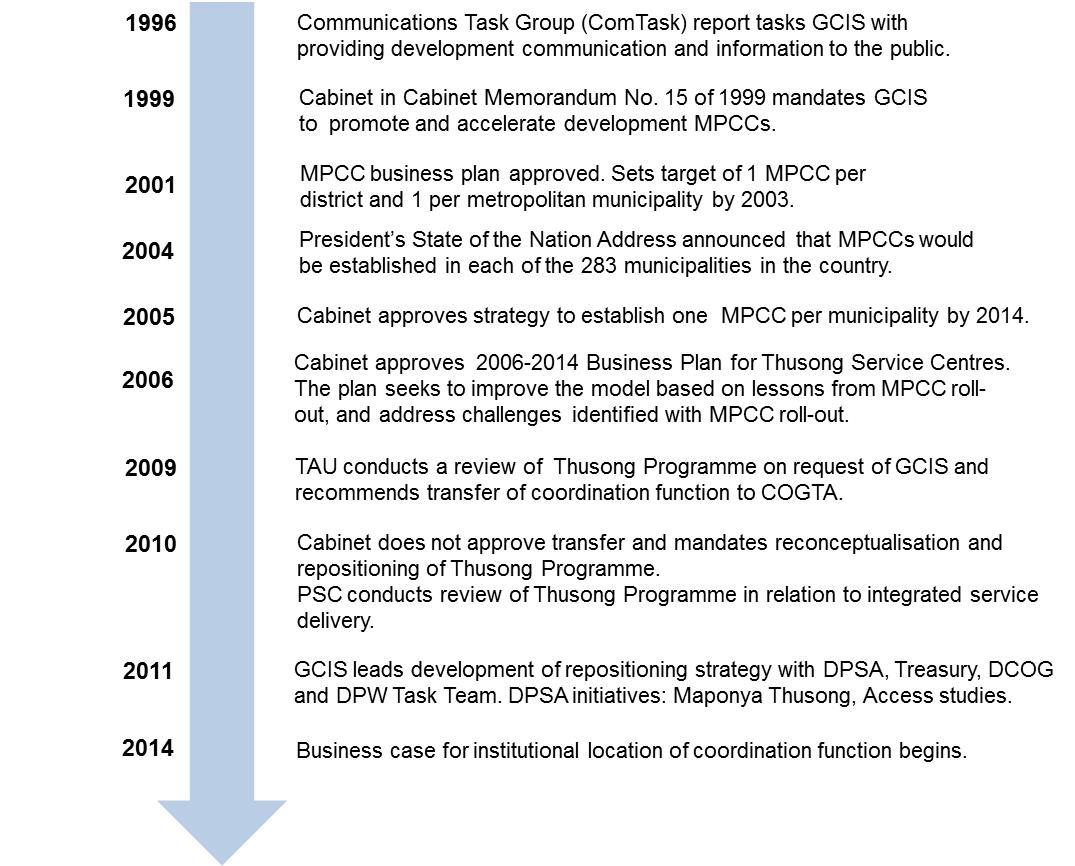 1996
Communications Task Group (ComTask) report tasks GCIS with
providing development communication and information to the public.
1999
Cabinet in Cabinet Memorandum No. 15 of 1999 mandates GCIS
to promote and accelerate development MPCCs.
2001
MPCC business plan approved. Sets target of 1 MPCC per
district and 1 per metropolitan municipality by 2003.
2004
President's State of the Nation Address announced that MPCCs would
be established in each of the 283 municipalities in the country.
2005
Cabinet approves strategy to establish one MPCC per municipality by 2014.
2006
Cabinet approves 2006-2014 Business Plan for Thusong Service Centres.
The plan seeks to improve the model based on lessons from MPCC roll-
out, and address challenges identified with MPCC roll-out.
2009
TAU conducts a review of Thusong Programme on request of GCIS and
recommends transfer of coordination function to COGTA.
2010
Cabinet does not approve transfer and mandates reconceptualisation and
repositioning of Thusong Programme.
PSC conducts review of Thusong Programme in relation to integrated service
delivery.
2011
GCIS leads development of repositioning strategy with DPSA, Treasury, DCOG
and DPW Task Team. DPSA initiatives: Maponya Thusong, Access studies.
2014
Business case for institutional location of coordination function begins.